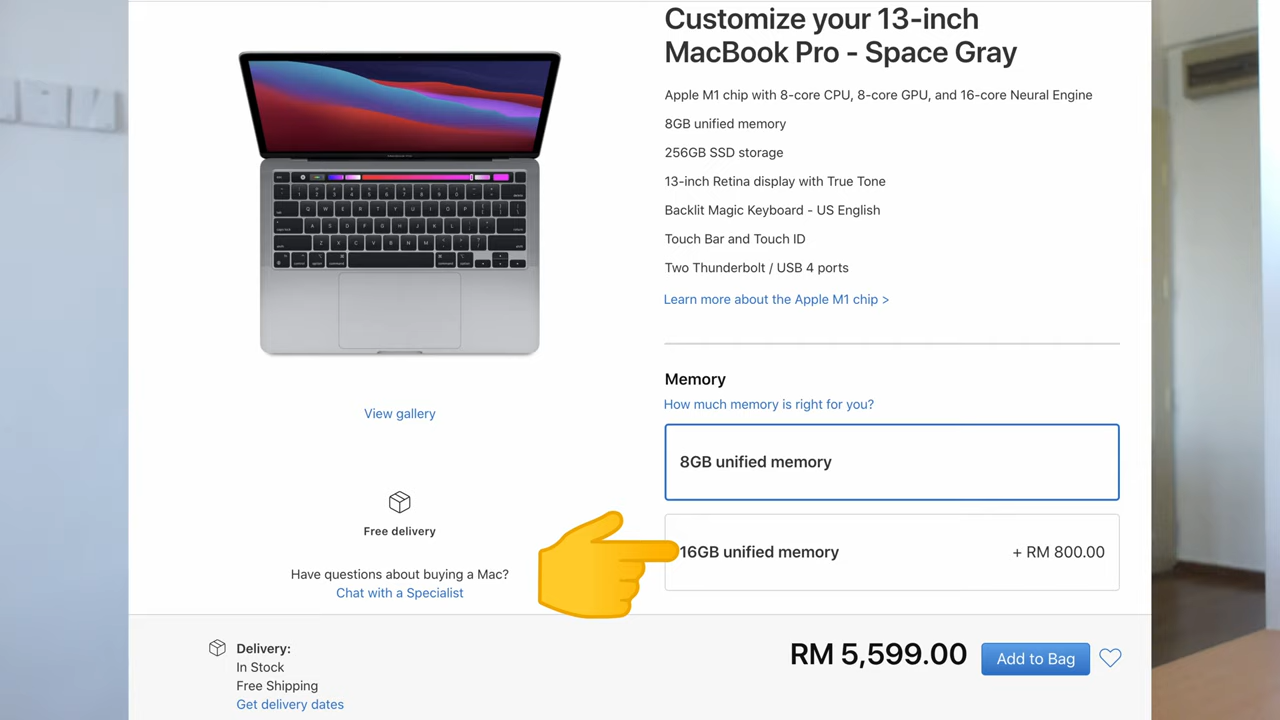 Customize your 13-inch
MacBook Pro - Space Gray
Apple M1 chip with 8-core CPU, 8-core GPU, and 16-core Neural Engine
8GB unified memory
256GB SSD storage
13-inch Retina display with True Tone
Backlit Magic Keyboard - US English
Touch Bar and Touch ID
Two Thunderbolt / USB 4 ports
Learn more about the Apple M1 chip >
Memory
How much memory is right for you?
8GB unified memory
16GB unified memory + RM 800.00
View gallery
Free delivery
Have questions about buying a Mac?
Chat with a Specialist
Delivery:
In Stock
Free Shipping
Get delivery dates
RM 5,599.00
Add to Bag